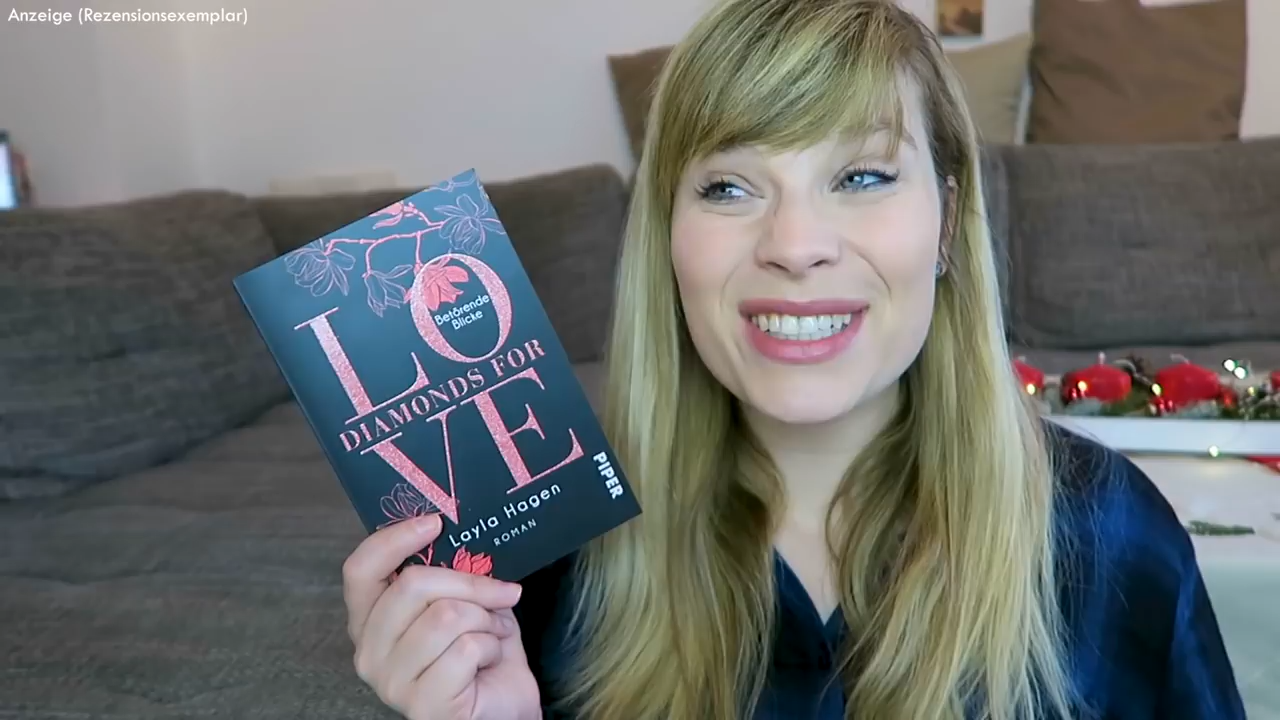 Anzeige (Rezensionsexemplar)
LO
Betörende
Blicke
DIAMONDS FOR
VE
Layla Hagen
ROMAN
PIPER